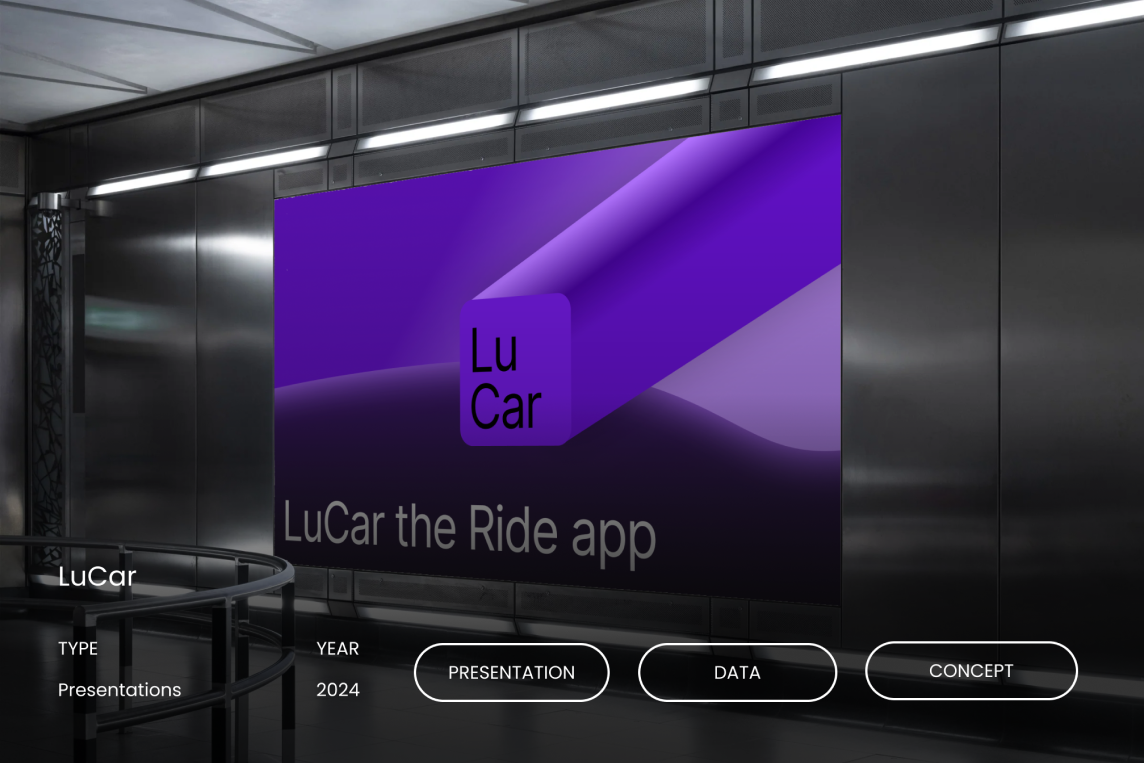 Lu
Car
LuCar the Ride app
LuCar
TYPE
YEAR
PRESENTATION
DATA
CONCEPT
Presentations
2024